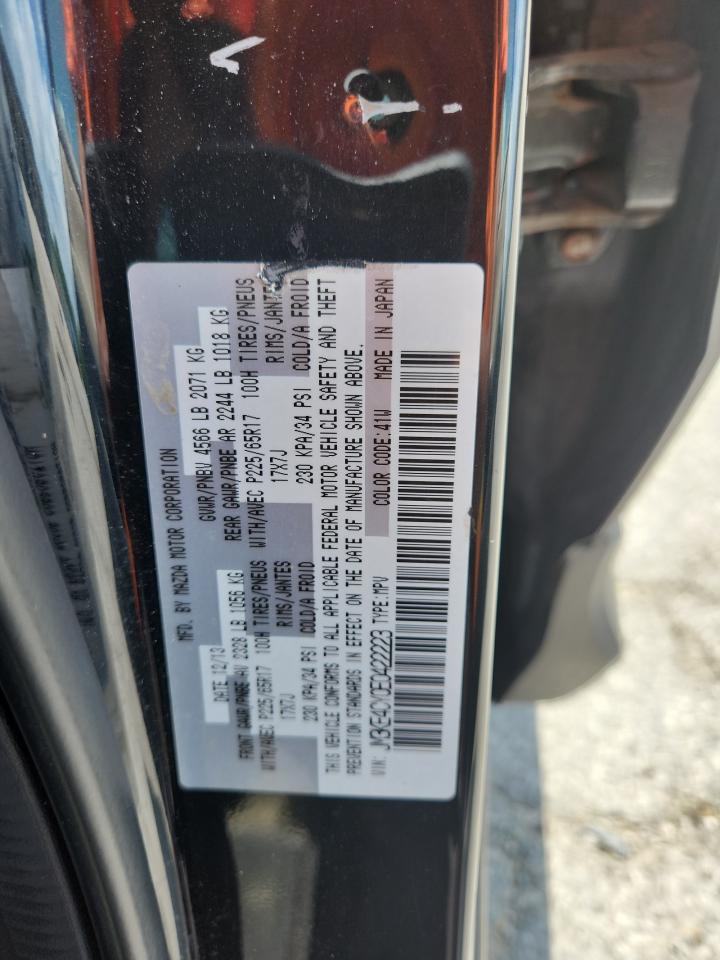 MFD. BY MAZDA MOTOR CORPORATION
DATE 12/13 GVWR/PNBV 4566 LB 2071 KG
FRONT GAWR/PNBE AV 2328 LB 1056 KG REAR GAWR/PNBE AR 2244 LB 1018 KG
WITH/AVEC P225/65R17 100H TIRES/PNEUS WITH/AVEC P225/65R17 100H TIRES/PNEUS
17X7J RIMS/JANTES 17X7J RIMS/JANTES
230 KPA/34 PSI COLD/A FROID 230 KPA/34 PSI COLD/A FROID
THIS VEHICLE CONFORMS TO ALL APPLICABLE FEDERAL MOTOR VEHICLE SAFETY AND THEFT
PREVENTION STANDARDS IN EFFECT ON THE DATE OF MANUFACTURE SHOWN ABOVE.
VIN: JM3KE4CY0E0422223 TYPE:MPV COLOR CODE:41W MADE IN JAPAN